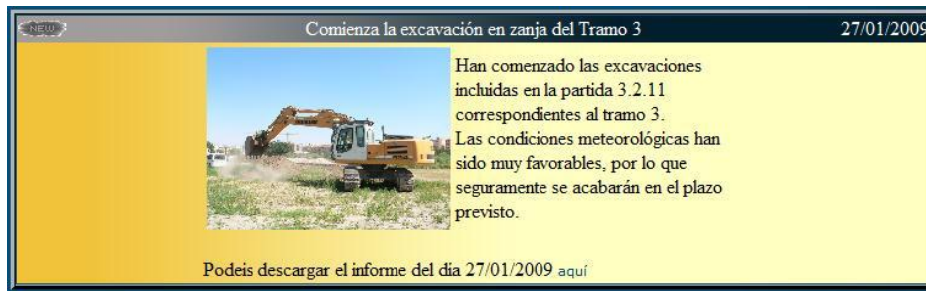 NEW
Comienza la excavación en zanja del Tramo 3
27/01/2009
Han comenzado las excavaciones
incluidas en la partida 3.2.11
correspondientes al tramo 3.
Las condiciones meteorológicas han
sido muy favorables, por lo que
seguramente se acabarán en el plazo
previsto.
Podeis descargar el informe del dia 27/01/2009 aquí